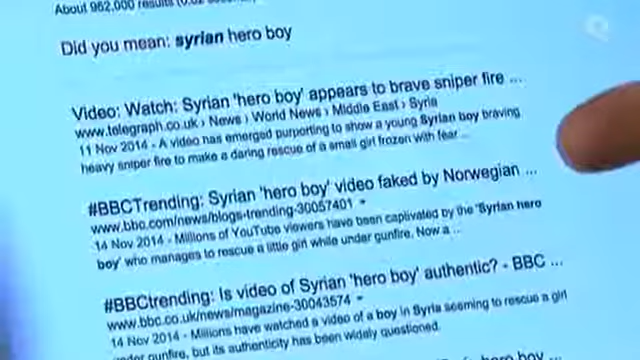 About 962,000 results (0.62
Did you mean: syrian hero boy
Video: Watch: Syrian 'hero boy' appears to brave sniper fire ...
www.telegraph.co.uk › News › World News › Middle East › Syria
11 Nov 2014 - A video has emerged purporting to show a young Syrian boy braving
heavy sniper fire to make a daring rescue of a small girl frozen with fear ...
#BBCTrending: Syrian 'hero boy' video faked by Norwegian ...
www.bbc.com/news/blogs-trending-30057401
14 Nov 2014 - Millions of YouTube viewers have been captivated by the 'Syrian hero
boy' who manages to rescue a little girl while under gunfire. Now a ...
#BBCtrending: Is video of Syrian 'hero boy' authentic? - BBC ...
www.bbc.co.uk/news/magazine-30043574
14 Nov 2014 - Millions have watched a video of a boy in Syria seeming to rescue a girl
under gunfire, but its authenticity has been widely questioned.
hero boy' ...